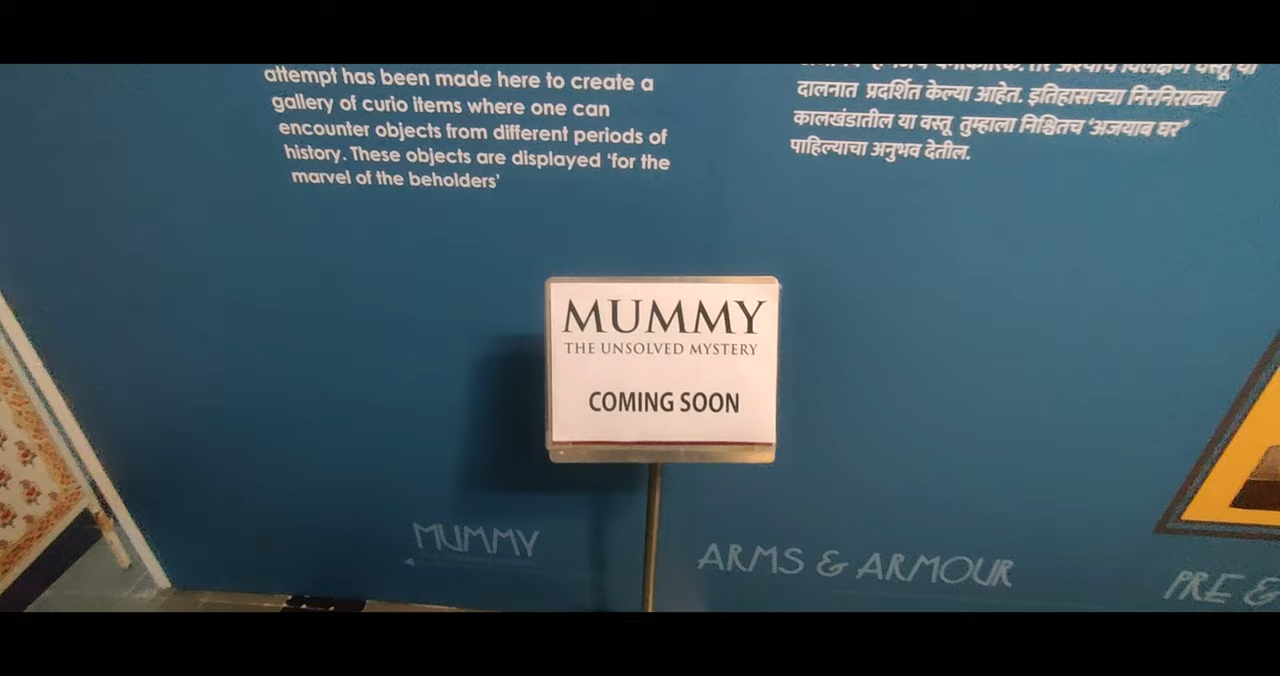 attempt has been made here to create a
gallery of curio items where one can
encounter objects from different periods of
history. These objects are displayed 'for the
marvel of the beholders'
दालनात प्रदर्शित केल्या आहेत. इतिहासाच्या निरनिराळ्या
कालखंडातील या वस्तू तुम्हाला निश्चितच 'अजयाब घर'
पाहिल्याचा अनुभव देतील.
MUMMY
THE UNSOLVED MYSTERY
COMING SOON
MUMMY
ARMS & ARMOUR
PRE &